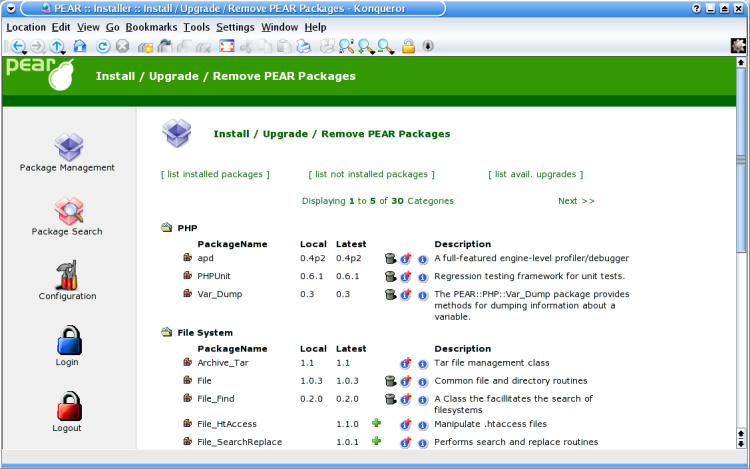 PEAR :: Installer :: Install / Upgrade / Remove PEAR Packages - Konqueror
Location Edit View Go Bookmarks Tools Settings Window Help
pear Install / Upgrade / Remove PEAR Packages
Package Management
Package Search
Configuration
Login
Logout
Install / Upgrade / Remove PEAR Packages
[ list installed packages ] [ list not installed packages ] [ list avail. upgrades ]
Displaying 1 to 5 of 30 Categories Next >>
PHP
PackageName Local Latest Description
apd 0.4p2 0.4p2 A full-featured engine-level profiler/debugger
PHPUnit 0.6.1 0.6.1 Regression testing framework for unit tests.
Var_Dump 0.3 0.3 The PEAR::PHP::Var_Dump package provides
methods for dumping information about a
variable.
File System
PackageName Local Latest Description
Archive_Tar 1.1 1.1 Tar file management class
File 1.0.3 1.0.3 Common file and directory routines
File_Find 0.2.0 0.2.0 A Class the facillitates the search of
filesystems
File_HtAccess 1.1.0 Manipulate .htaccess files
File_SearchReplace 1.0.1 Performs search and replace routines